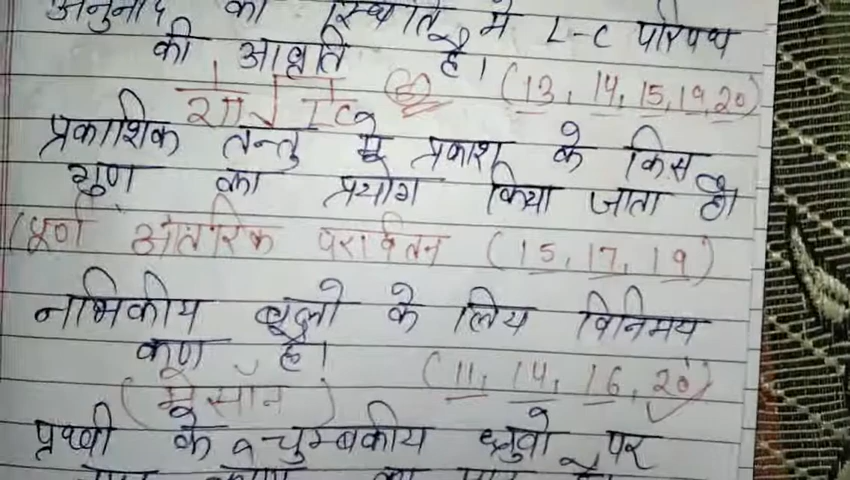 अनुनाद की स्थिति में L-C परिपथ
की आवृति है। (13, 14, 15, 19, 20)
1
2π√LC
प्रकाशिक तन्तु में प्रकाश के किस
गुण का प्रयोग किया जाता है।
(पूर्ण आंतरिक परावर्तन (15, 17, 19)
नाभिकीय बलों के लिय विनिमय
कण है।
(11, 14, 16, 20)
(मेसान)
पृथ्वी के चुम्बकीय ध्रुवो पर